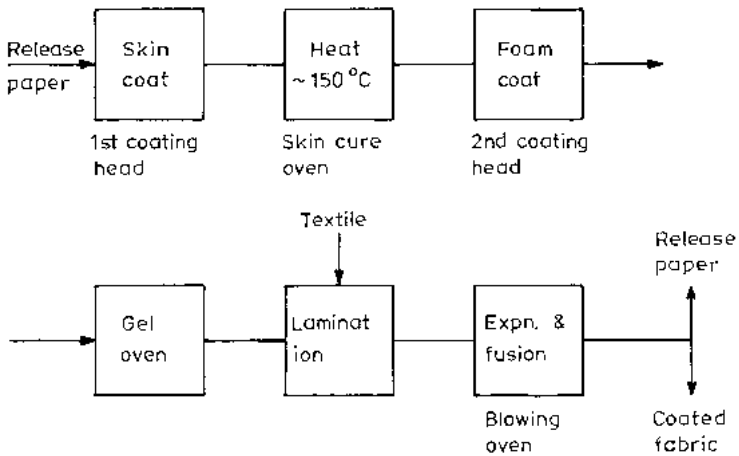 Release
paper
Skin
coat
1st coating
head
Heat
~150°C
Skin cure
oven
Foam
coat
2nd coating
head
Gel
oven
Textile
Laminat
ion
Expn. &
fusion
Blowing
oven
Release
paper
Coated
fabric